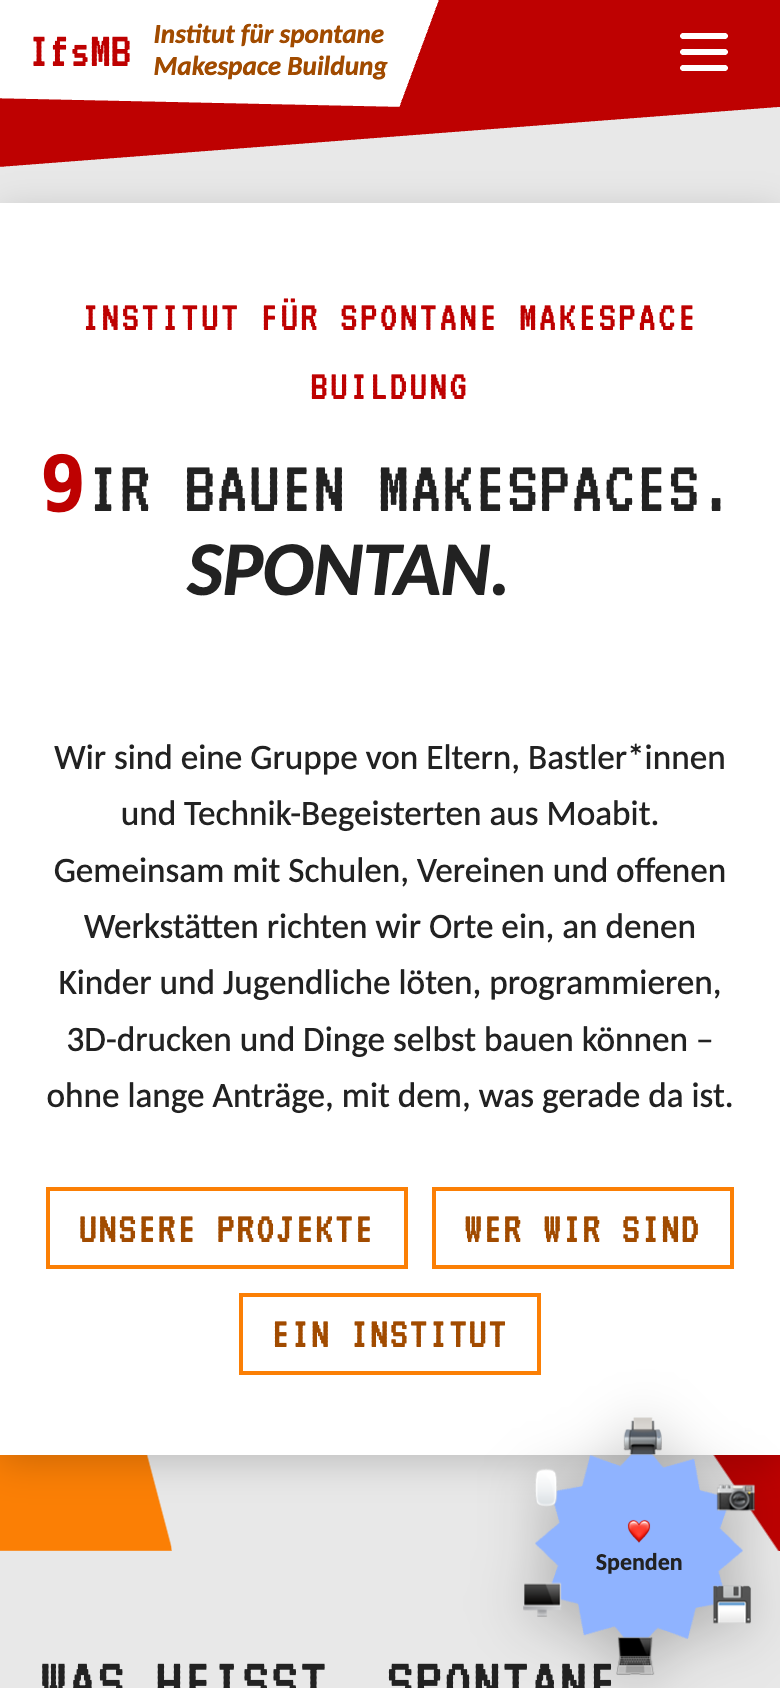 IfsMB
Institut für spontane
Makespace Buildung
INSTITUT FÜR SPONTANE MAKESPACE
BUILDUNG
9IR BAUEN MAKESPACES.
SPONTAN.
Wir sind eine Gruppe von Eltern, Bastler*innen
und Technik-Begeisterten aus Moabit.
Gemeinsam mit Schulen, Vereinen und offenen
Werkstätten richten wir Orte ein, an denen
Kinder und Jugendliche löten, programmieren,
3D-drucken und Dinge selbst bauen können –
ohne lange Anträge, mit dem, was gerade da ist.
UNSERE PROJEKTE
WER WIR SIND
EIN INSTITUT
Spenden
WAS HEISST SPONTANE